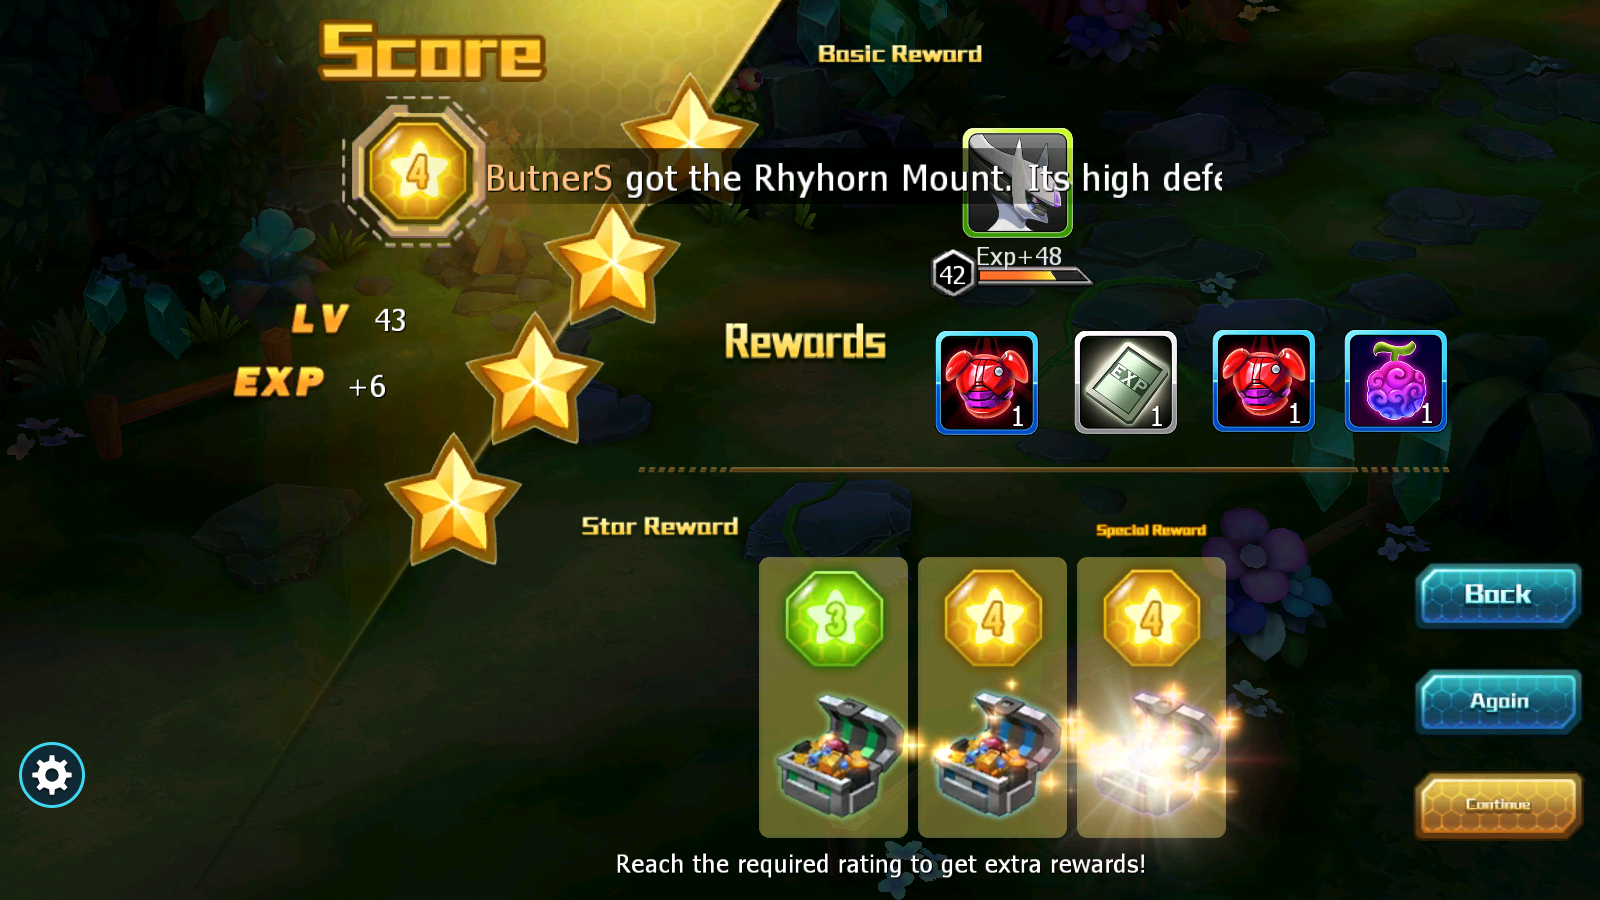 Score
Basic Reward
4
ButnerS got the Rhyhorn Mount. Its high defe
42
Exp+48
LV 43
EXP +6
Rewards
1
EXP
1
1
1
Star Reward
Special Reward
3
4
4
Back
Again
Continue
Reach the required rating to get extra rewards!